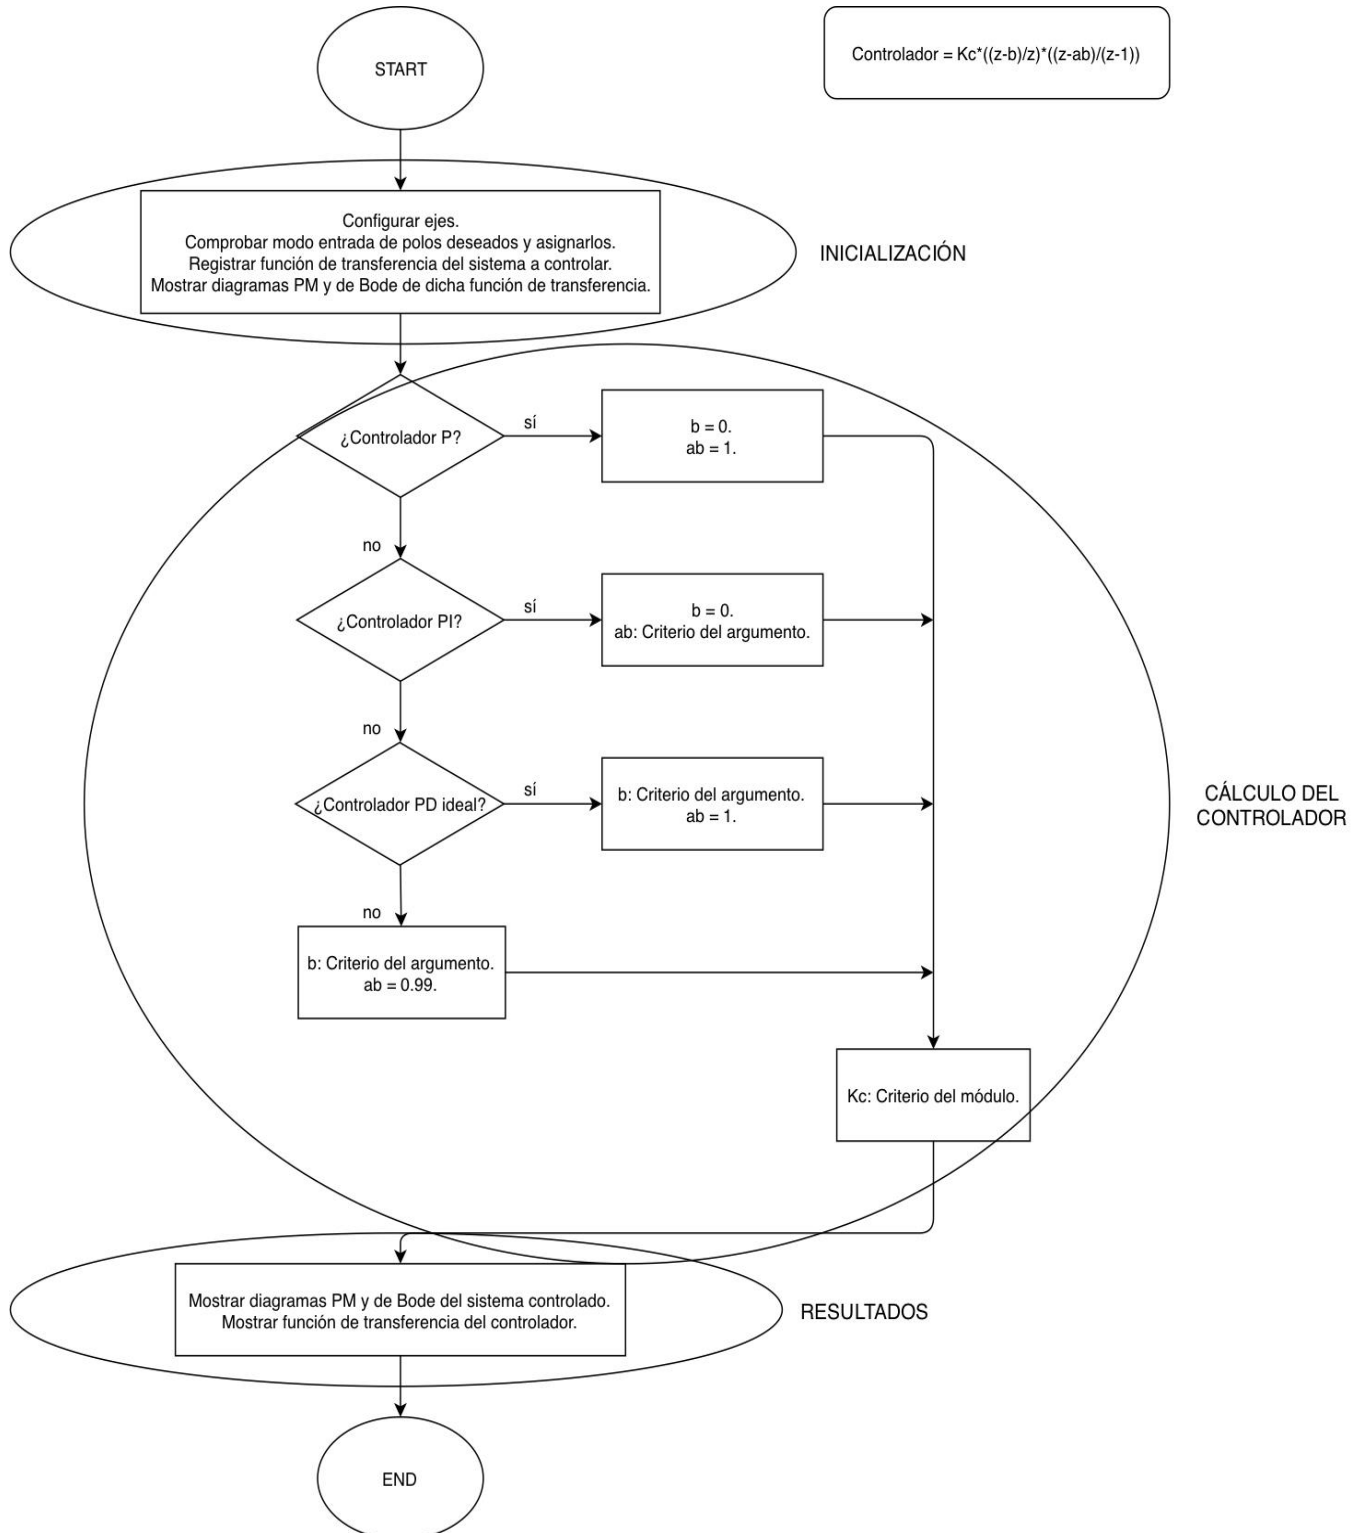 START
Controlador = Kc*((z-b)/z)*((z-ab)/(z-1))
Configurar ejes.
Comprobar modo entrada de polos deseados y asignarlos.
Registrar función de transferencia del sistema a controlar.
Mostrar diagramas PM y de Bode de dicha función de transferencia.
INICIALIZACIÓN
¿Controlador P?
sí
b = 0.
ab = 1.
no
¿Controlador PI?
sí
b = 0.
ab: Criterio del argumento.
no
¿Controlador PD ideal?
sí
b: Criterio del argumento.
ab = 1.
CÁLCULO DEL
CONTROLADOR
no
b: Criterio del argumento.
ab = 0.99.
Kc: Criterio del módulo.
Mostrar diagramas PM y de Bode del sistema controlado.
Mostrar función de transferencia del controlador.
RESULTADOS
END